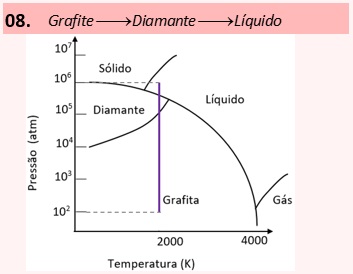 08. Grafite ⟶ Diamante ⟶ Líquido
10⁷
Sólido
10⁶
Líquido
10⁵
Diamante
10⁴
Pressão (atm)
Grafita
Gás
10²
2000
4000
Temperatura (K)